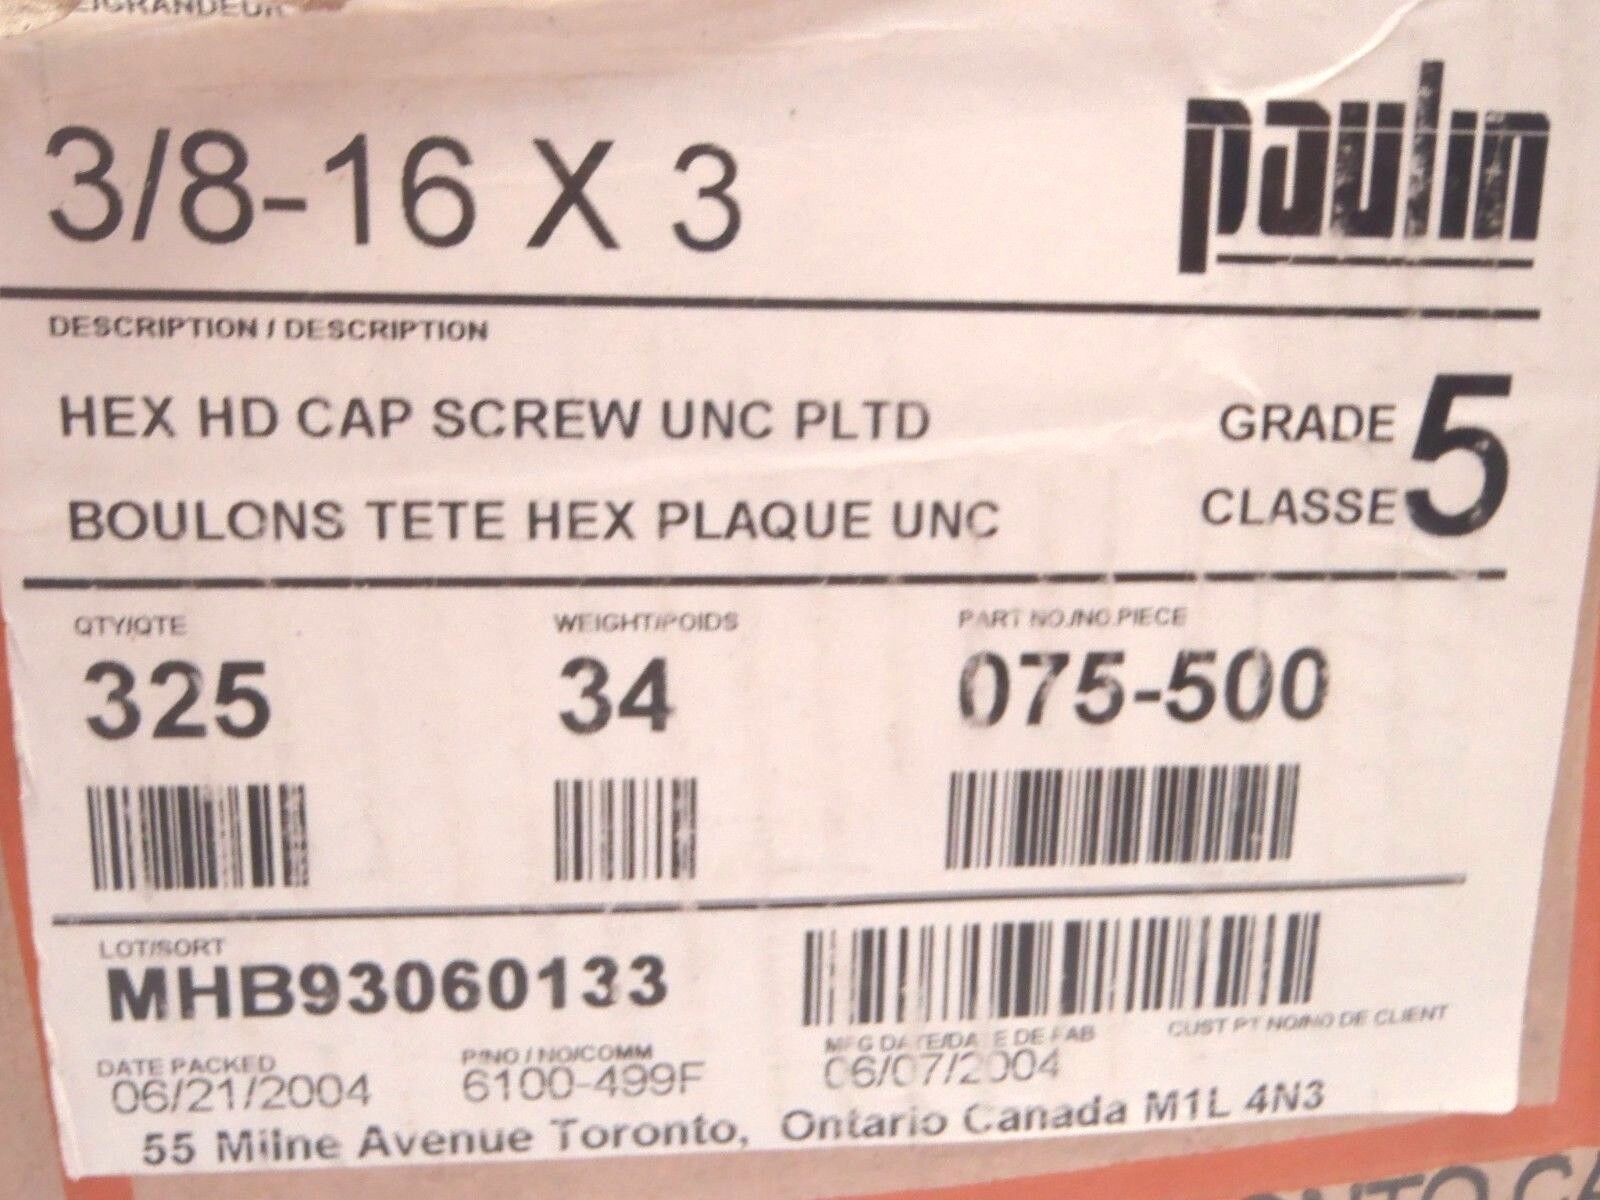 3/8-16 X 3
paulin
DESCRIPTION / DESCRIPTION
HEX HD CAP SCREW UNC PLTD
BOULONS TETE HEX PLAQUE UNC
GRADE
CLASSE
5
QTY/QTE
WEIGHT/POIDS
PART NO./NO.PIECE
325
34
075-500
LOT/SORT
MHB93060133
DATE PACKED
06/21/2004
P/NO / NO/COMM
6100-499F
MFG DATE/DATE DE FAB
06/07/2004
CUST PT NO/NO DE CLIENT
55 Milne Avenue Toronto, Ontario Canada M1L 4N3